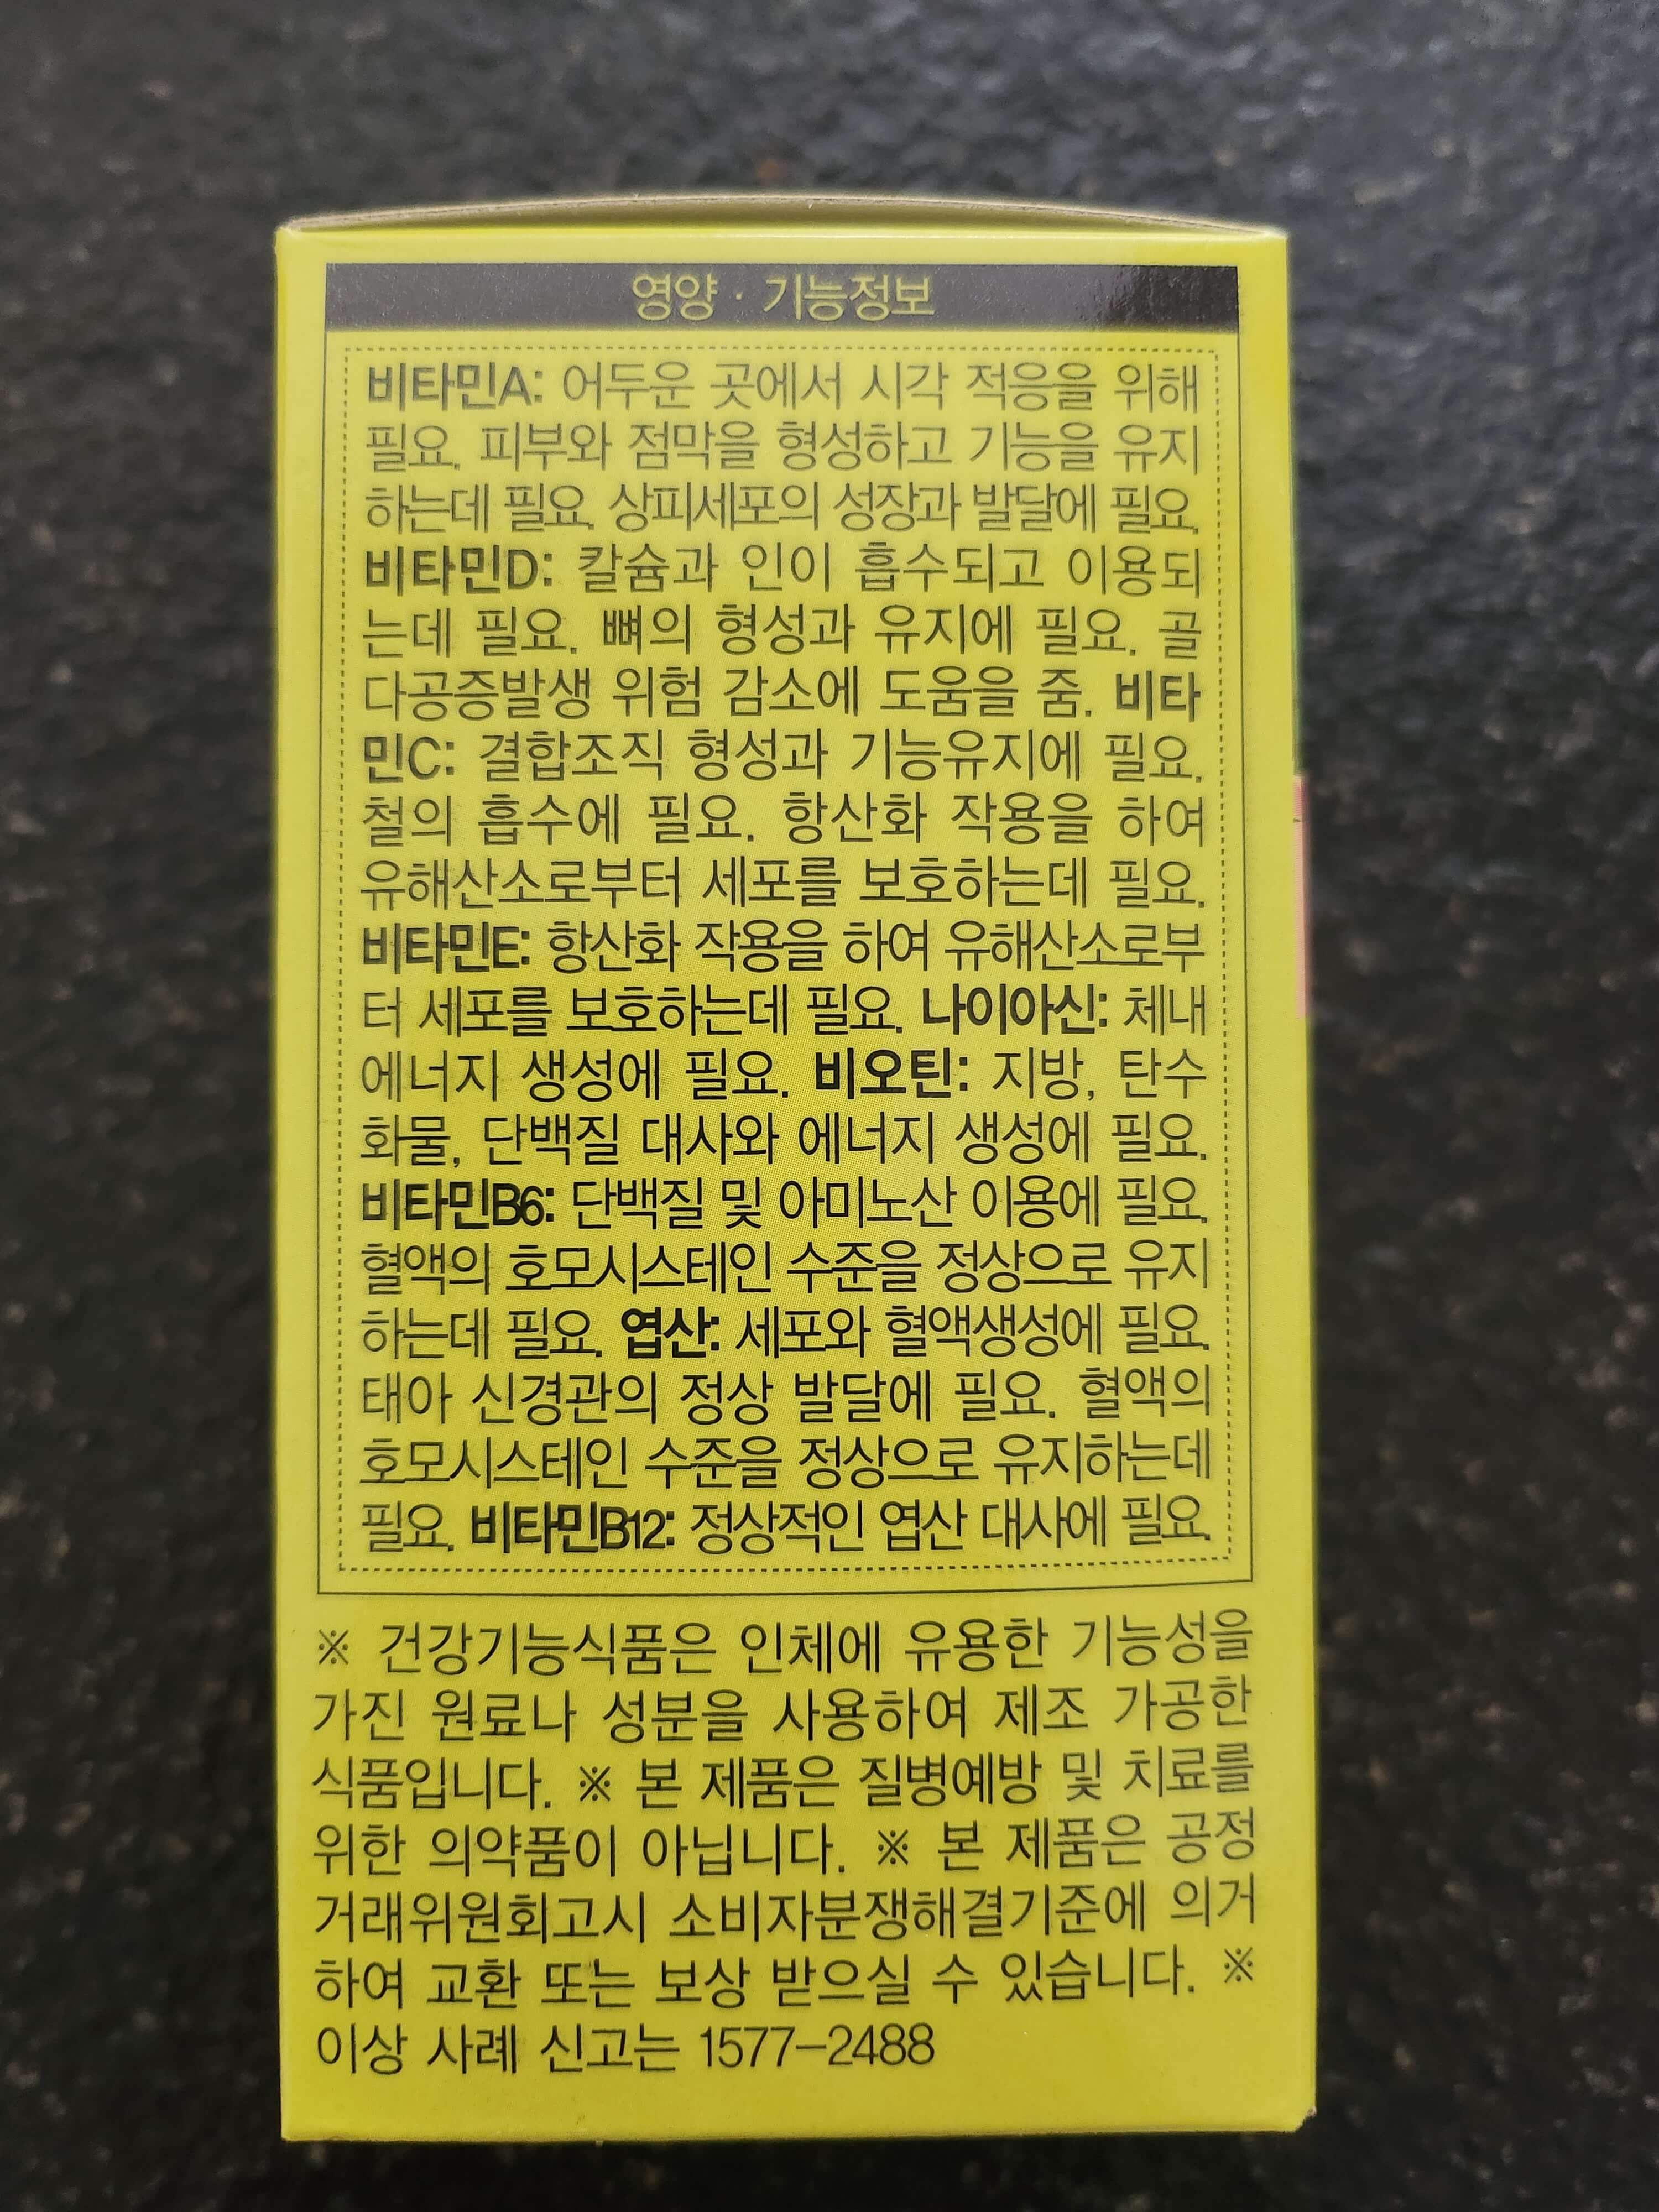 영양 · 기능정보
비타민A: 어두운 곳에서 시각 적응을 위해
필요. 피부와 점막을 형성하고 기능을 유지
하는데 필요. 상피세포의 성장과 발달에 필요.
비타민D: 칼슘과 인이 흡수되고 이용되
는데 필요. 뼈의 형성과 유지에 필요. 골
다공증발생 위험 감소에 도움을 줌. 비타
민C: 결합조직 형성과 기능유지에 필요.
철의 흡수에 필요. 항산화 작용을 하여
유해산소로부터 세포를 보호하는데 필요.
비타민E: 항산화 작용을 하여 유해산소로부
터 세포를 보호하는데 필요. 나이아신: 체내
에너지 생성에 필요. 비오틴: 지방, 탄수
화물, 단백질 대사와 에너지 생성에 필요.
비타민B6: 단백질 및 아미노산 이용에 필요.
혈액의 호모시스테인 수준을 정상으로 유지
하는데 필요. 엽산: 세포와 혈액생성에 필요.
태아 신경관의 정상 발달에 필요. 혈액의
호모시스테인 수준을 정상으로 유지하는데
필요. 비타민B12: 정상적인 엽산 대사에 필요.
※ 건강기능식품은 인체에 유용한 기능성을
가진 원료나 성분을 사용하여 제조 가공한
식품입니다. ※ 본 제품은 질병예방 및 치료를
위한 의약품이 아닙니다. ※ 본 제품은 공정
거래위원회고시 소비자분쟁해결기준에 의거
하여 교환 또는 보상 받으실 수 있습니다. ※
이상 사례 신고는 1577-2488